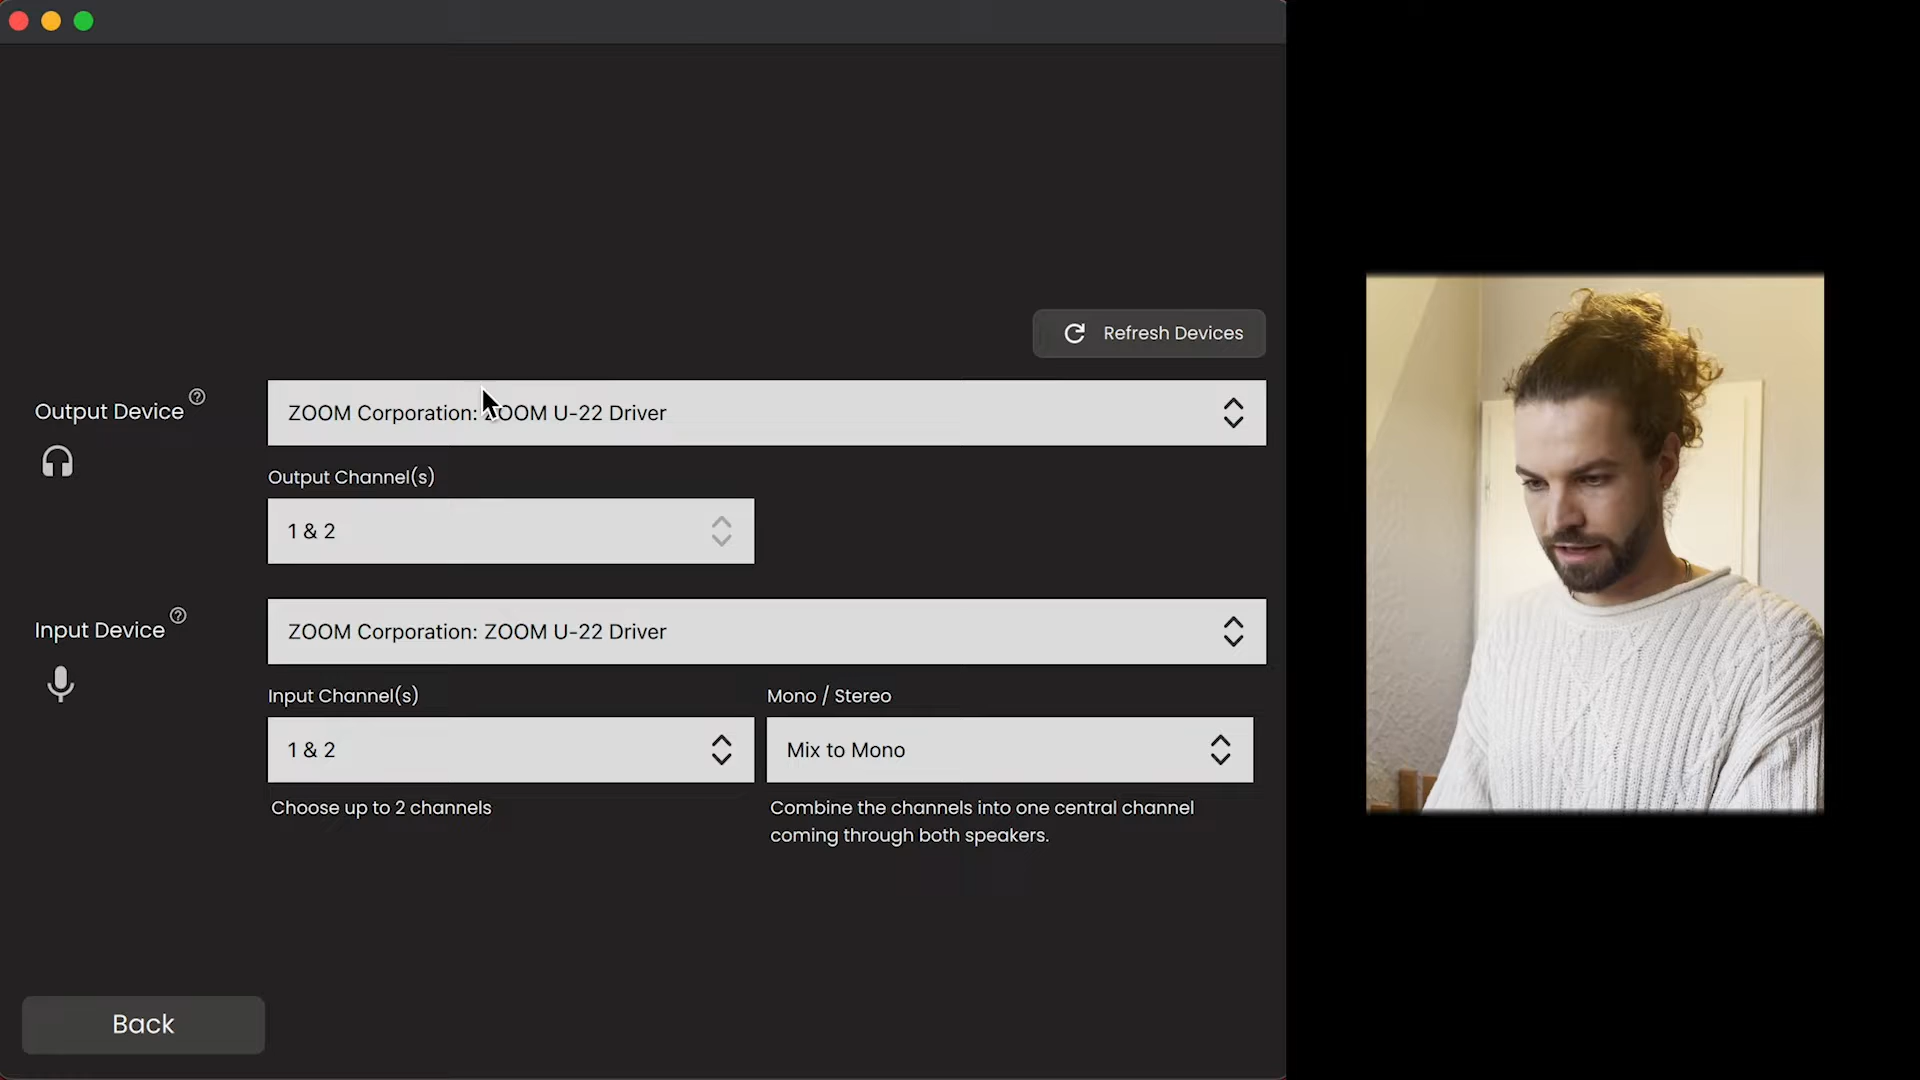 Refresh Devices
Output Device
ZOOM Corporation: ZOOM U-22 Driver
Output Channel(s)
1 & 2
Input Device
ZOOM Corporation: ZOOM U-22 Driver
Input Channel(s)
Mono / Stereo
1 & 2
Mix to Mono
Choose up to 2 channels
Combine the channels into one central channel
coming through both speakers.
Back